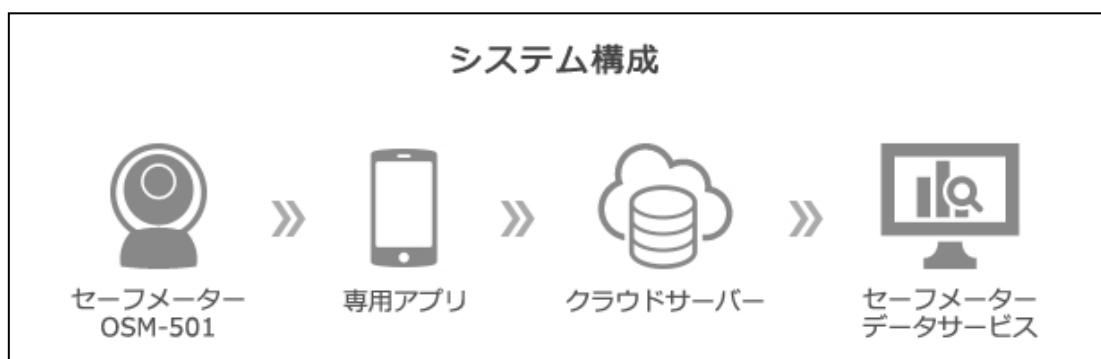 システム構成
セーフメーター
OSM-501
専用アプリ
クラウドサーバー
セーフメーター
データサービス